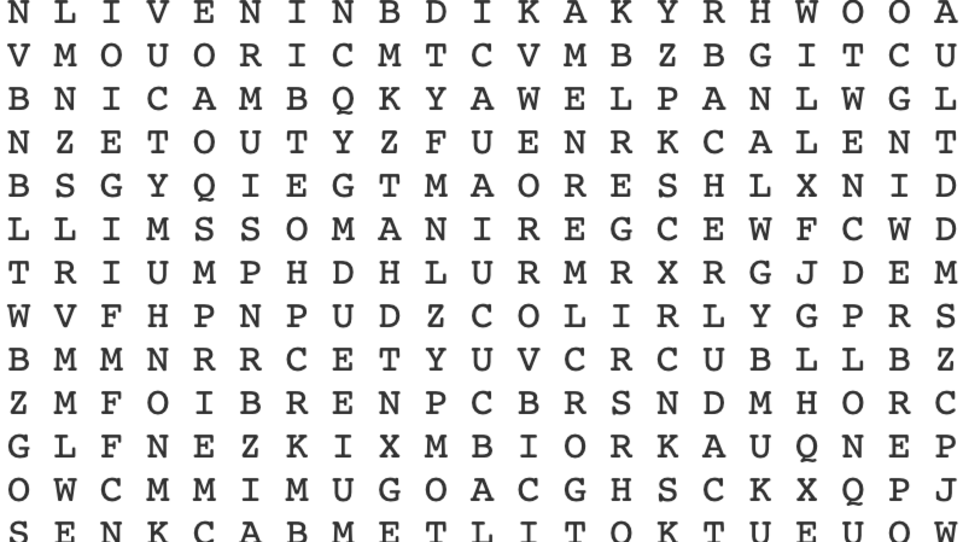 N L I V E N I N B D I K A K Y R H W O O A
V M O U O R I C M T C V M B Z B G I T C U
B N I C A M B Q K Y A W E L P A N L W G L
N Z E T O U T Y Z F U E N R K C A L E N T
B S G Y Q I E G T M A O R E S H L X N I D
L L I M S S O M A N I R E G C E W F C W D
T R I U M P H D H L U R M R X R G J D E M
W V F H P N P U D Z C O L I R L Y G P R S
B M M N R R C E T Y U V C R C U B L L B Z
Z M F O I B R E N P C B R S N D M H O R C
G L F N E Z K I X M B I O R K A U Q N E P
O W C M M I M U G O A C G H S C K X Q P J
S E N K C A B M E T L I T O K T U E U O W